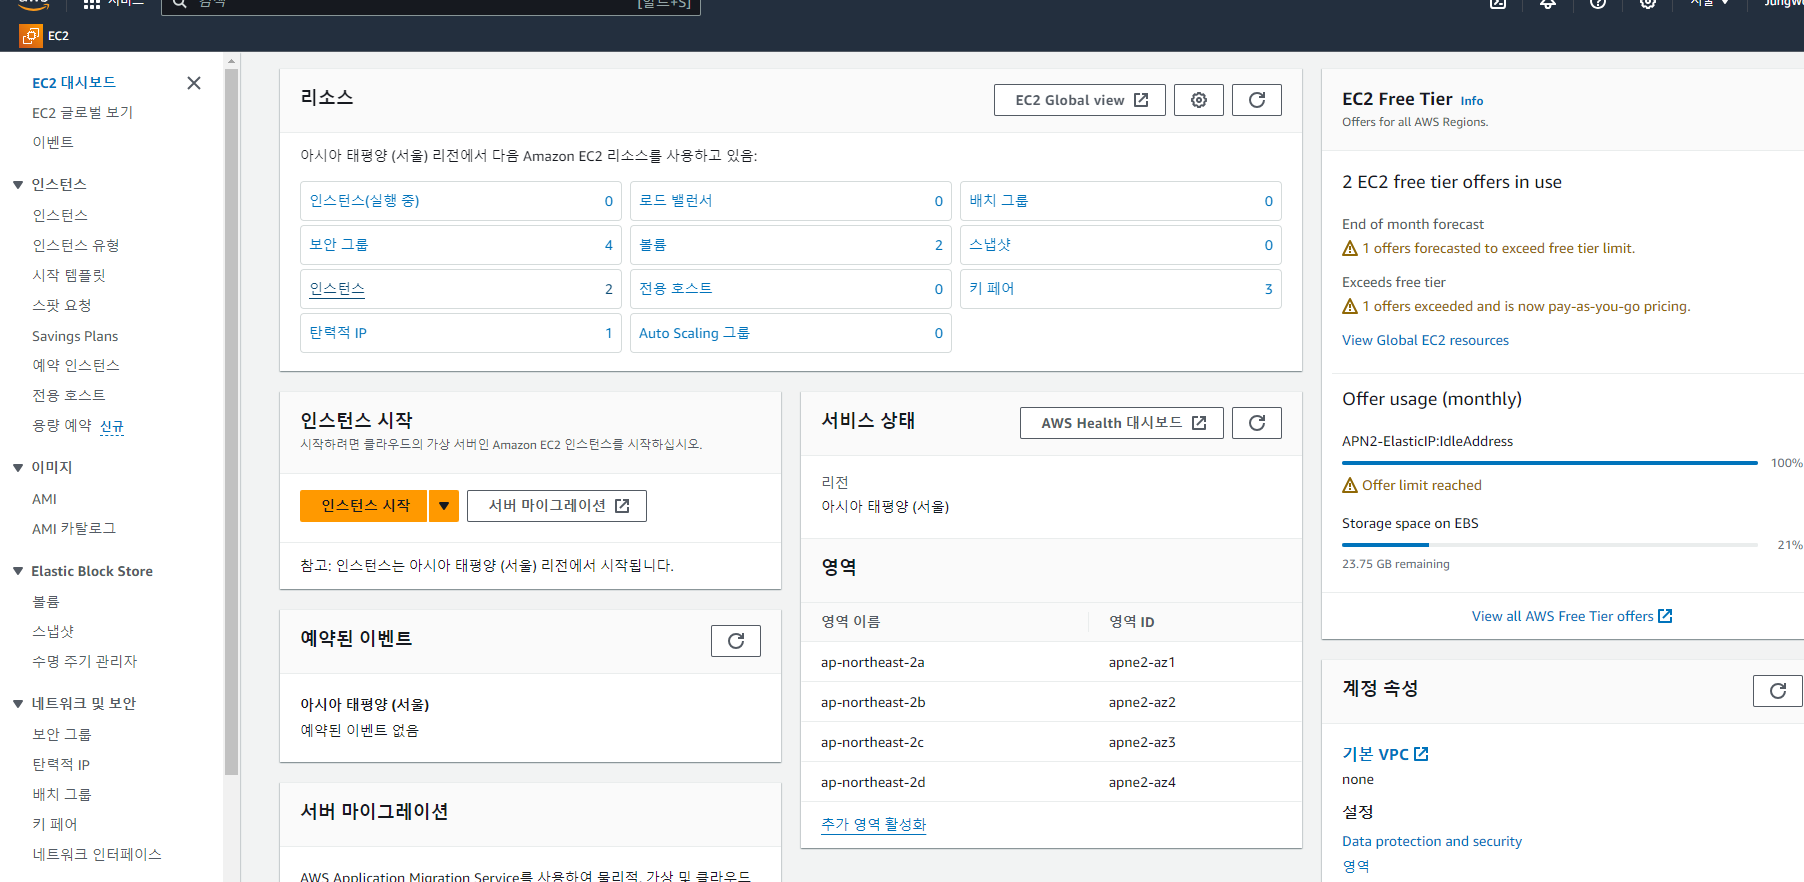 aws
서비스
검색
[알트+S]
서울
EC2
EC2 대시보드
EC2 글로벌 보기
이벤트
인스턴스
인스턴스
인스턴스 유형
시작 템플릿
스팟 요청
Savings Plans
예약 인스턴스
전용 호스트
용량 예약 신규
이미지
AMI
AMI 카탈로그
Elastic Block Store
볼륨
스냅샷
수명 주기 관리자
네트워크 및 보안
보안 그룹
탄력적 IP
배치 그룹
키 페어
네트워크 인터페이스
리소스
EC2 Global view
아시아 태평양 (서울) 리전에서 다음 Amazon EC2 리소스를 사용하고 있음:
인스턴스(실행 중) 0
로드 밸런서 0
배치 그룹 0
보안 그룹 4
볼륨 2
스냅샷 0
인스턴스 2
전용 호스트 0
키 페어 3
탄력적 IP 1
Auto Scaling 그룹 0
인스턴스 시작
시작하려면 클라우드의 가상 서버인 Amazon EC2 인스턴스를 시작하십시오.
인스턴스 시작
서버 마이그레이션
참고: 인스턴스는 아시아 태평양 (서울) 리전에서 시작됩니다.
예약된 이벤트
아시아 태평양 (서울)
예약된 이벤트 없음
서버 마이그레이션
AWS Application Migration Service를 사용하여 물리적, 가상 및 클라우드
서비스 상태
AWS Health 대시보드
리전
아시아 태평양 (서울)
영역
영역 이름 영역 ID
ap-northeast-2a apne2-az1
ap-northeast-2b apne2-az2
ap-northeast-2c apne2-az3
ap-northeast-2d apne2-az4
추가 영역 활성화
EC2 Free Tier Info
Offers for all AWS Regions.
2 EC2 free tier offers in use
End of month forecast
1 offers forecasted to exceed free tier limit.
Exceeds free tier
1 offers exceeded and is now pay-as-you-go pricing.
View Global EC2 resources
Offer usage (monthly)
APN2-ElasticIP:IdleAddress
100%
Offer limit reached
Storage space on EBS
21%
23.75 GB remaining
View all AWS Free Tier offers
계정 속성
기본 VPC
none
설정
Data protection and security
영역